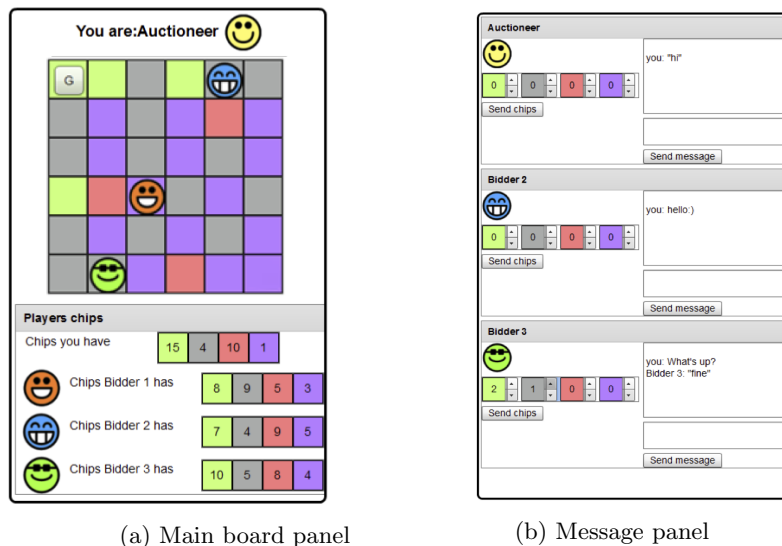 You are:Auctioneer
G
Players chips
Chips you have
15 4 10 1
Chips Bidder 1 has
8 9 5 3
Chips Bidder 2 has
7 4 9 5
Chips Bidder 3 has
10 5 8 4
(a) Main board panel
Auctioneer
you: "hi"
0 0 0 0
Send chips
Send message
Bidder 2
you: hello:)
0 0 0 0
Send chips
Send message
Bidder 3
you: What's up?
Bidder 3: "fine"
2 1 0 0
Send chips
Send message
(b) Message panel